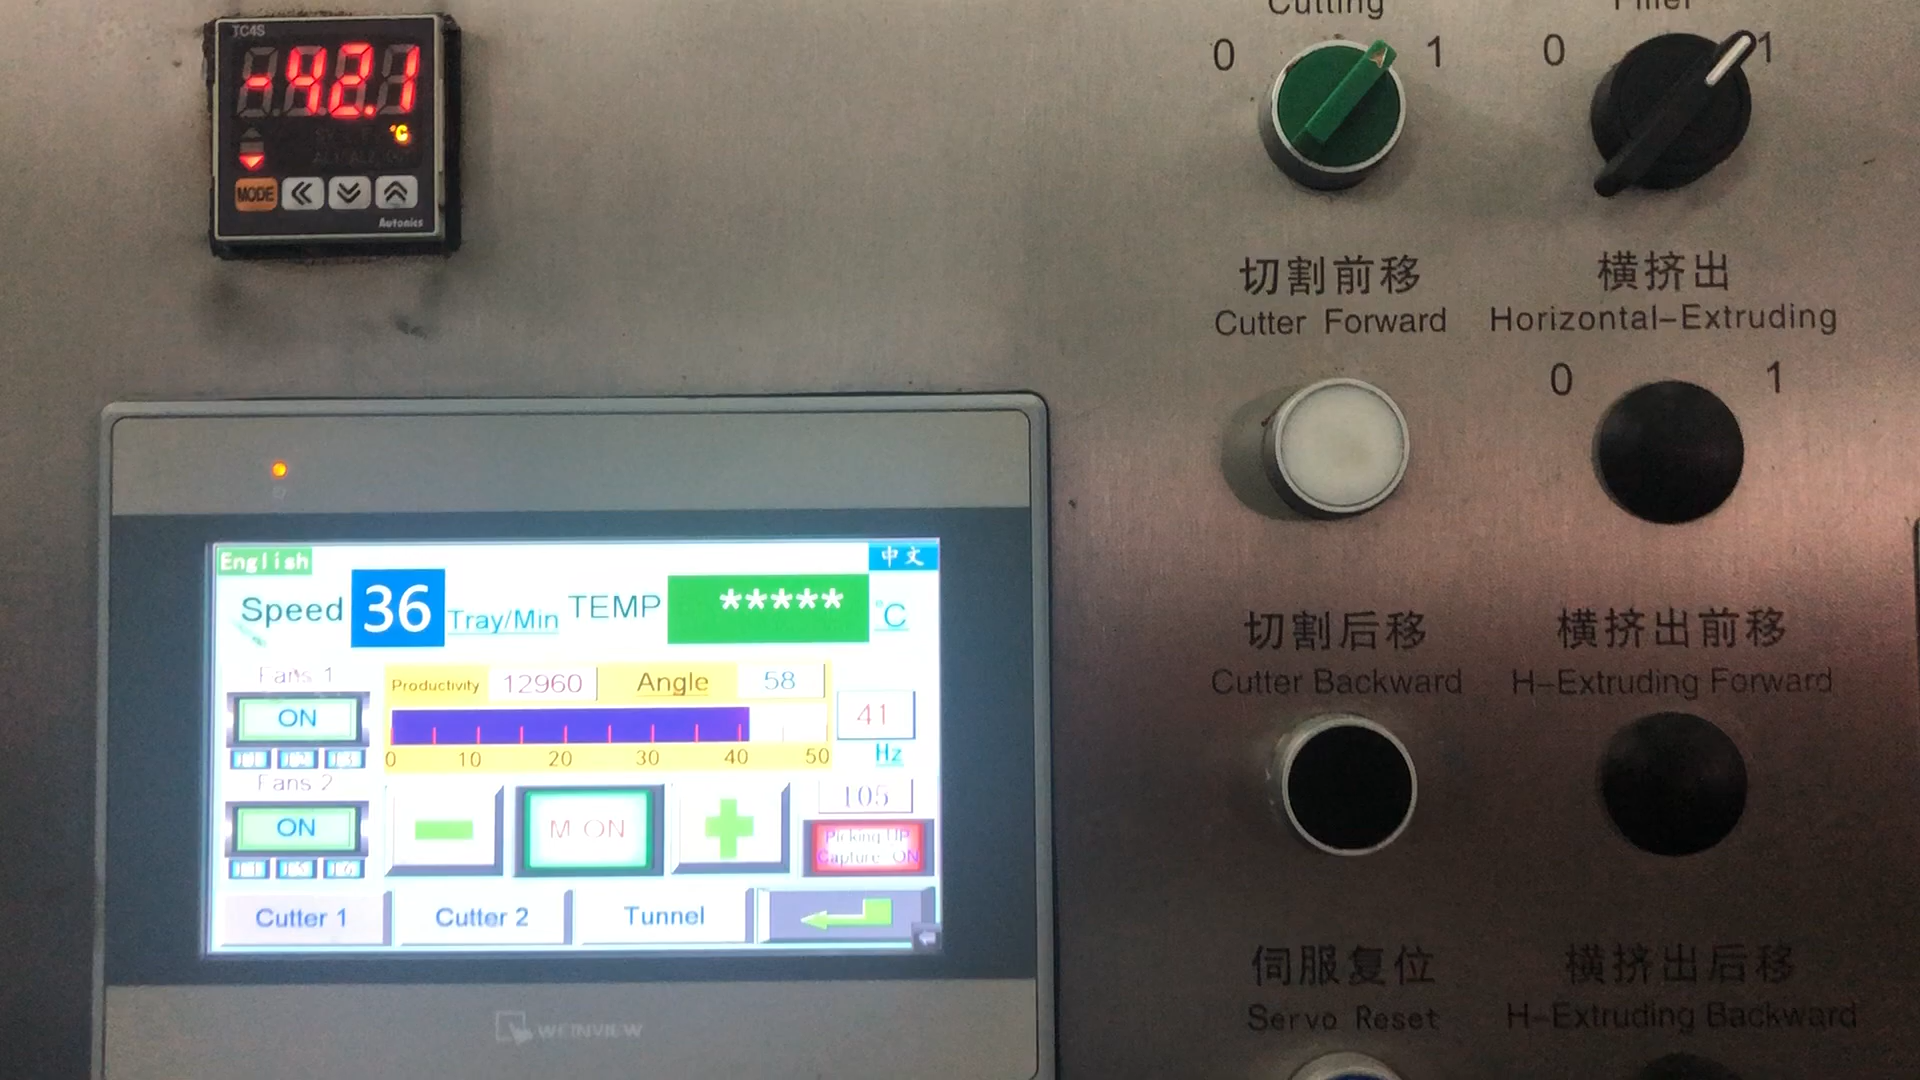 TC4S
-42.1
°C
MODE
Autonics
Cutting
Filler
0 1
0 1
切割前移
Cutter Forward
横挤出
Horizontal-Extruding
0 1
切割后移
Cutter Backward
横挤出前移
H-Extruding Forward
伺服复位
Servo Reset
横挤出后移
H-Extruding Backward
English
中文
Speed 36 Tray/Min TEMP ***** °C
Fans 1
ON
Productivity 12960 Angle 58
41
Hz
0 10 20 30 40 50
Fans 2
ON
M ON
105
Picking UP
Capture ON
Cutter 1
Cutter 2
Tunnel
WEINVIEW